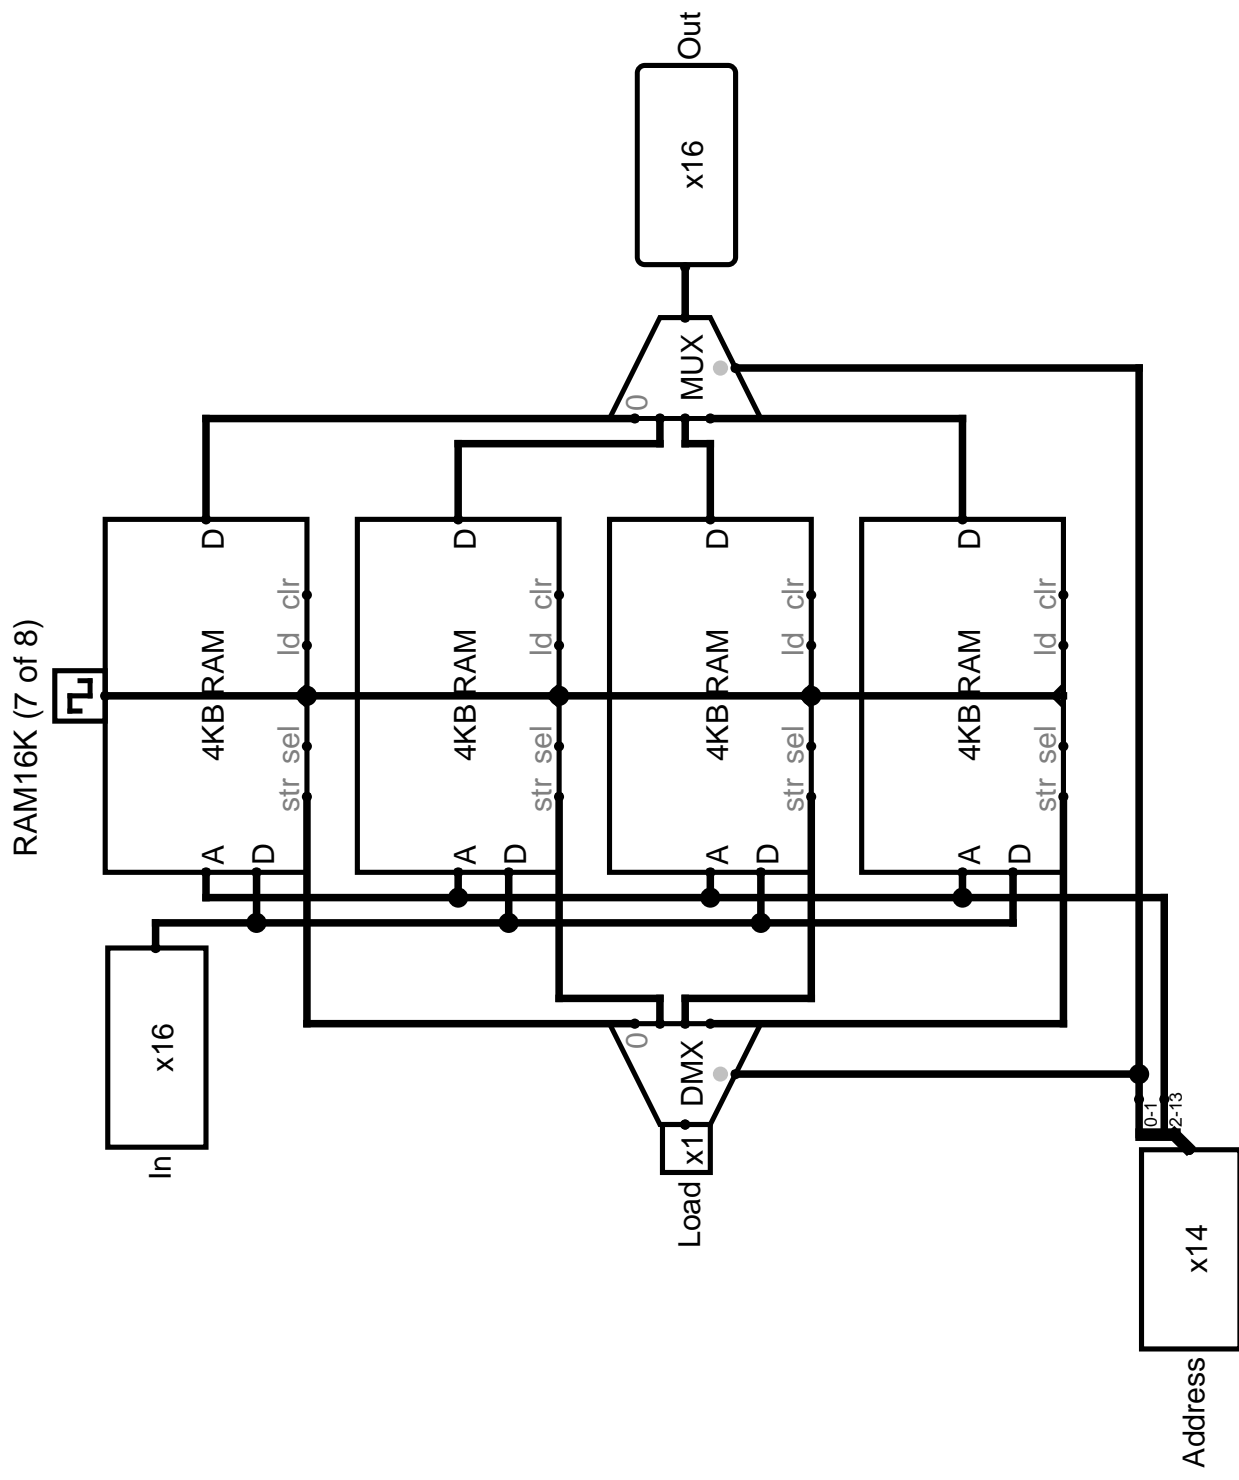 RAM16K (7 of 8)
In
x16
A
D
4KB RAM
D
str
sel
ld
clr
A
D
4KB RAM
D
str
sel
ld
clr
A
D
4KB RAM
D
str
sel
ld
clr
A
D
4KB RAM
D
str
sel
ld
clr
Load
x1
DMX
0
MUX
0
x16
Out
Address
x14
0-1
2-13